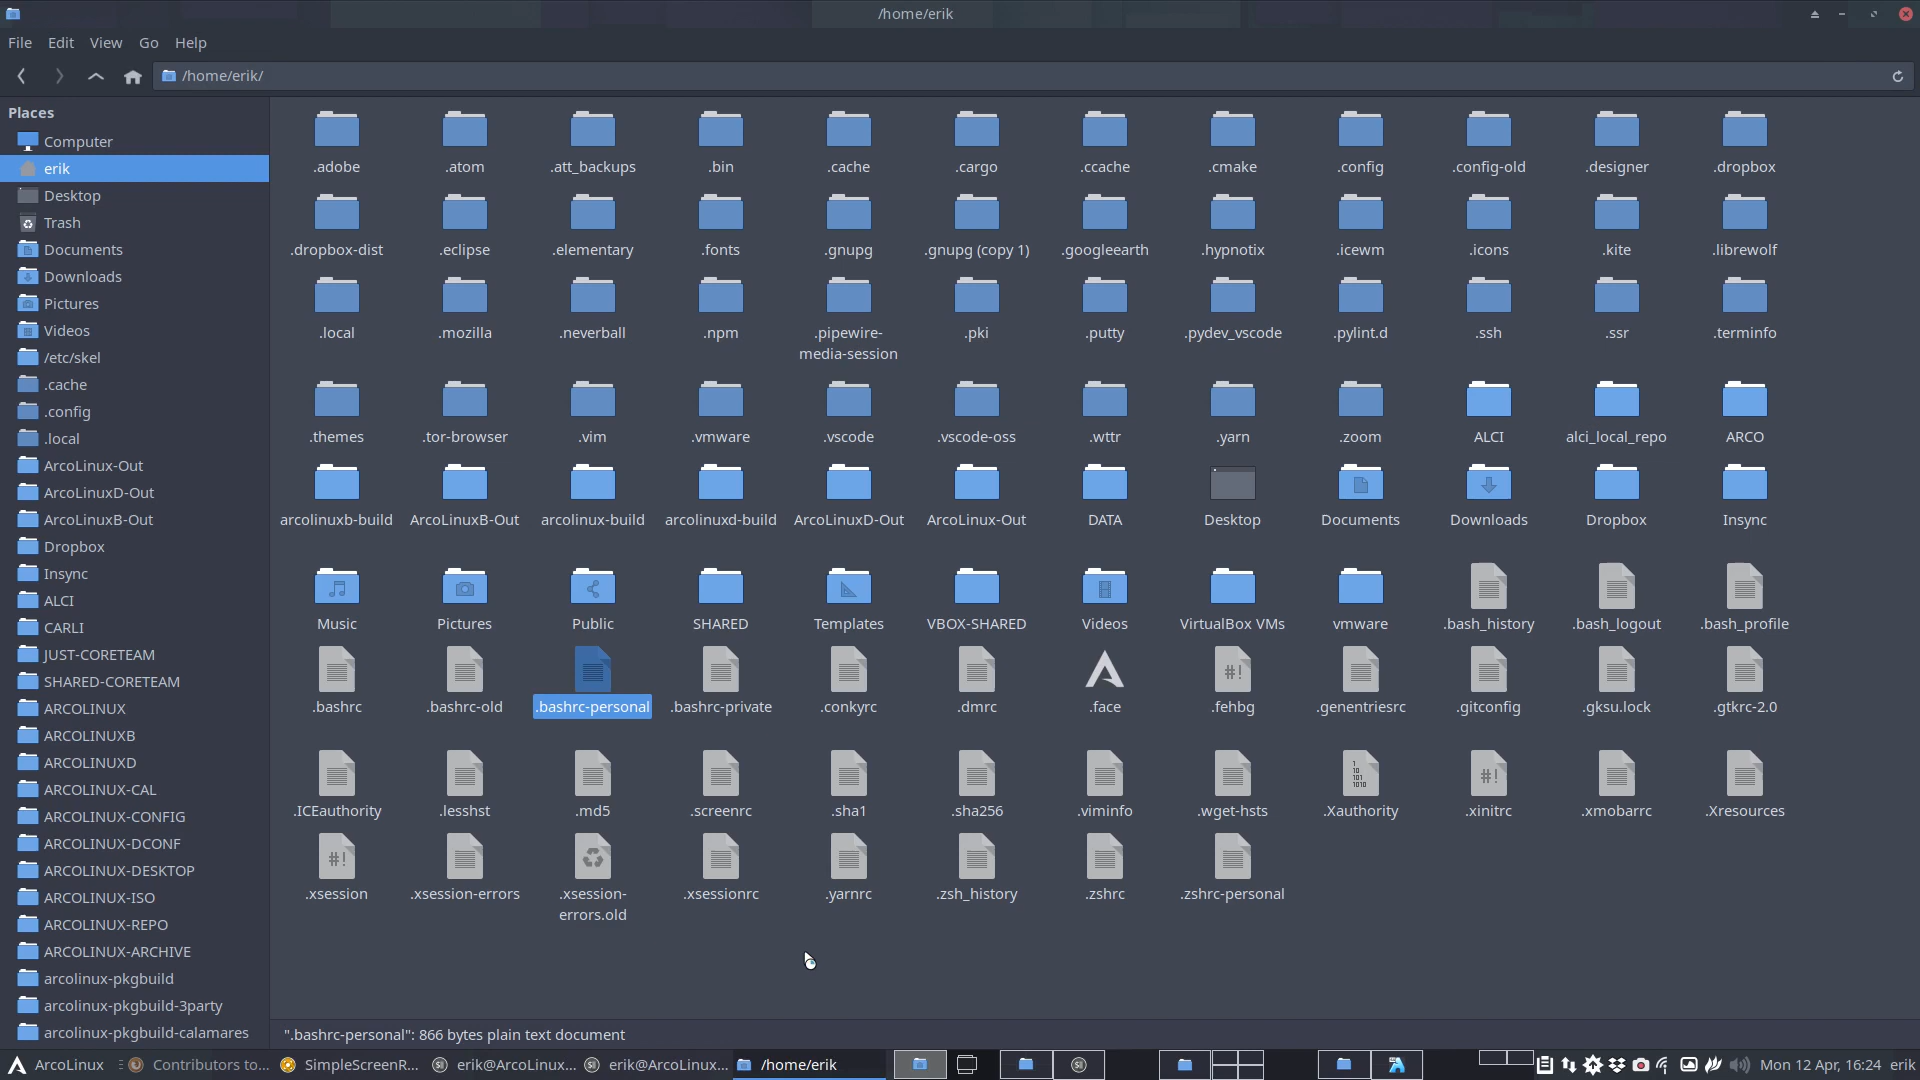 /home/erik
File Edit View Go Help
/home/erik/
Places
Computer
erik
Desktop
Trash
Documents
Downloads
Pictures
Videos
/etc/skel
.cache
.config
.local
ArcoLinux-Out
ArcoLinuxD-Out
ArcoLinuxB-Out
Dropbox
Insync
ALCI
CARLI
JUST-CORETEAM
SHARED-CORETEAM
ARCOLINUX
ARCOLINUXB
ARCOLINUXD
ARCOLINUX-CAL
ARCOLINUX-CONFIG
ARCOLINUX-DCONF
ARCOLINUX-DESKTOP
ARCOLINUX-ISO
ARCOLINUX-REPO
ARCOLINUX-ARCHIVE
arcolinux-pkgbuild
arcolinux-pkgbuild-3party
arcolinux-pkgbuild-calamares
.adobe .atom .att_backups .bin .cache .cargo .ccache .cmake .config .config-old .designer .dropbox
.dropbox-dist .eclipse .elementary .fonts .gnupg .gnupg (copy 1) .googleearth .hypnotix .icewm .icons .kite .librewolf
.local .mozilla .neverball .npm .pipewire- .pki .putty .pydev_vscode .pylint.d .ssh .ssr .terminfo
media-session
.themes .tor-browser .vim .vmware .vscode .vscode-oss .wttr .yarn .zoom ALCI alci_local_repo ARCO
arcolinuxb-build ArcoLinuxB-Out arcolinux-build arcolinuxd-build ArcoLinuxD-Out ArcoLinux-Out DATA Desktop Documents Downloads Dropbox Insync
Music Pictures Public SHARED Templates VBOX-SHARED Videos VirtualBox VMs vmware .bash_history .bash_logout .bash_profile
.bashrc .bashrc-old .bashrc-personal .bashrc-private .conkyrc .dmrc .face .fehbg .genentriesrc .gitconfig .gksu.lock .gtkrc-2.0
.ICEauthority .lesshst .md5 .screenrc .sha1 .sha256 .viminfo .wget-hsts .Xauthority .xinitrc .xmobarrc .Xresources
.xsession .xsession-errors .xsession- .xsessionrc .yarnrc .zsh_history .zshrc .zshrc-personal
errors.old
".bashrc-personal": 866 bytes plain text document
ArcoLinux Contributors to... SimpleScreenR... erik@ArcoLinux... erik@ArcoLinux... /home/erik Mon 12 Apr, 16:24 erik